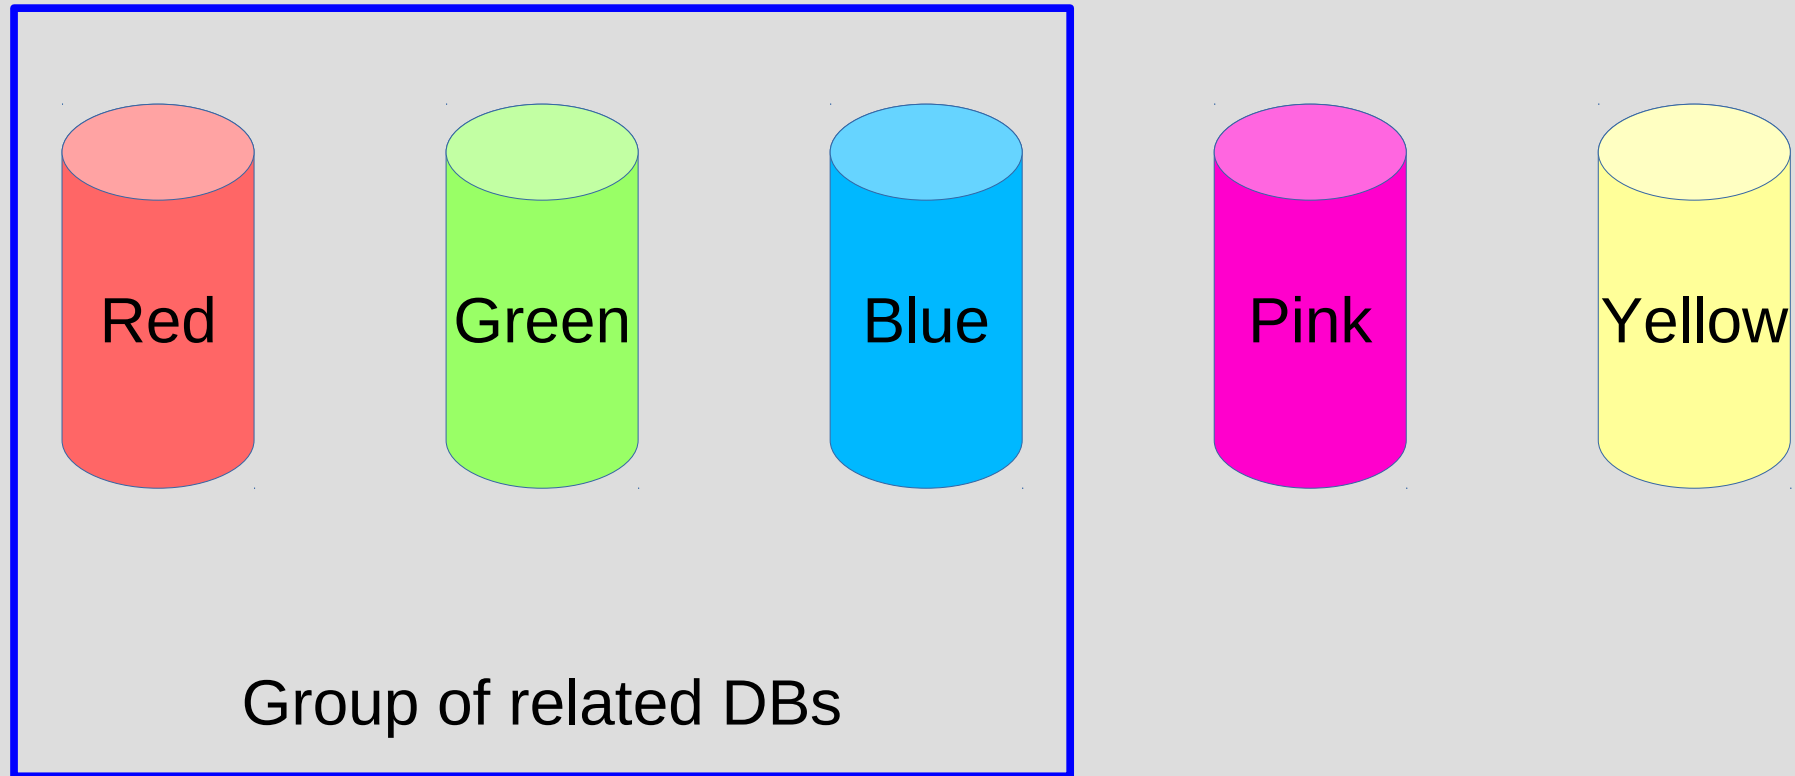 Red
Green
Blue
Pink
Yellow
Group of related DBs